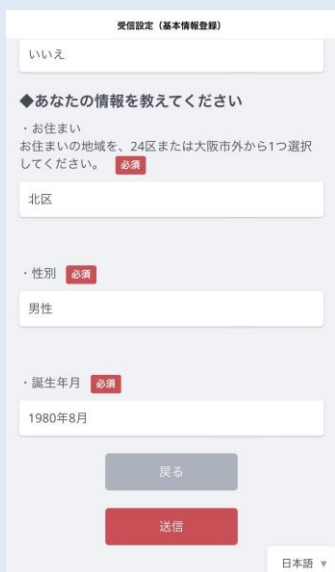 受信設定（基本情報登録）
いいえ
◆あなたの情報を教えてください
・お住まい
お住まいの地域を、24区または大阪市外から1つ選択
してください。 必須
北区
・性別 必須
男性
・誕生年月 必須
1980年8月
戻る
送信
日本語 ▼